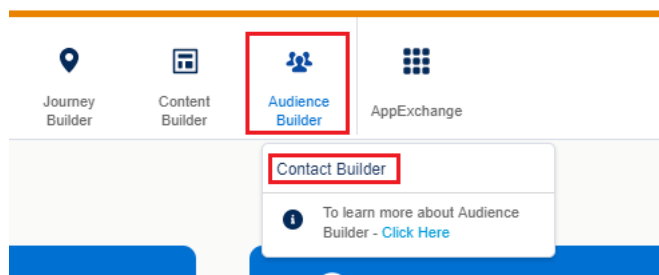 Journey
Builder
Content
Builder
Audience
Builder
AppExchange
Contact Builder
To learn more about Audience
Builder - Click Here